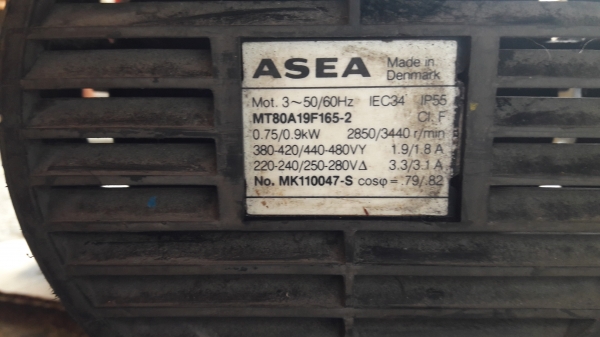 ASEA
Made in
Denmark
Mot. 3~50/60Hz IEC34 IP55
MT80A19F165-2 Cl. F
0.75/0.9kW 2850/3440 r/min
380-420/440-480VY 1.9/1.8 A
220-240/250-280VΔ 3.3/3.1 A
No. MK110047-S cosφ= .79/.82